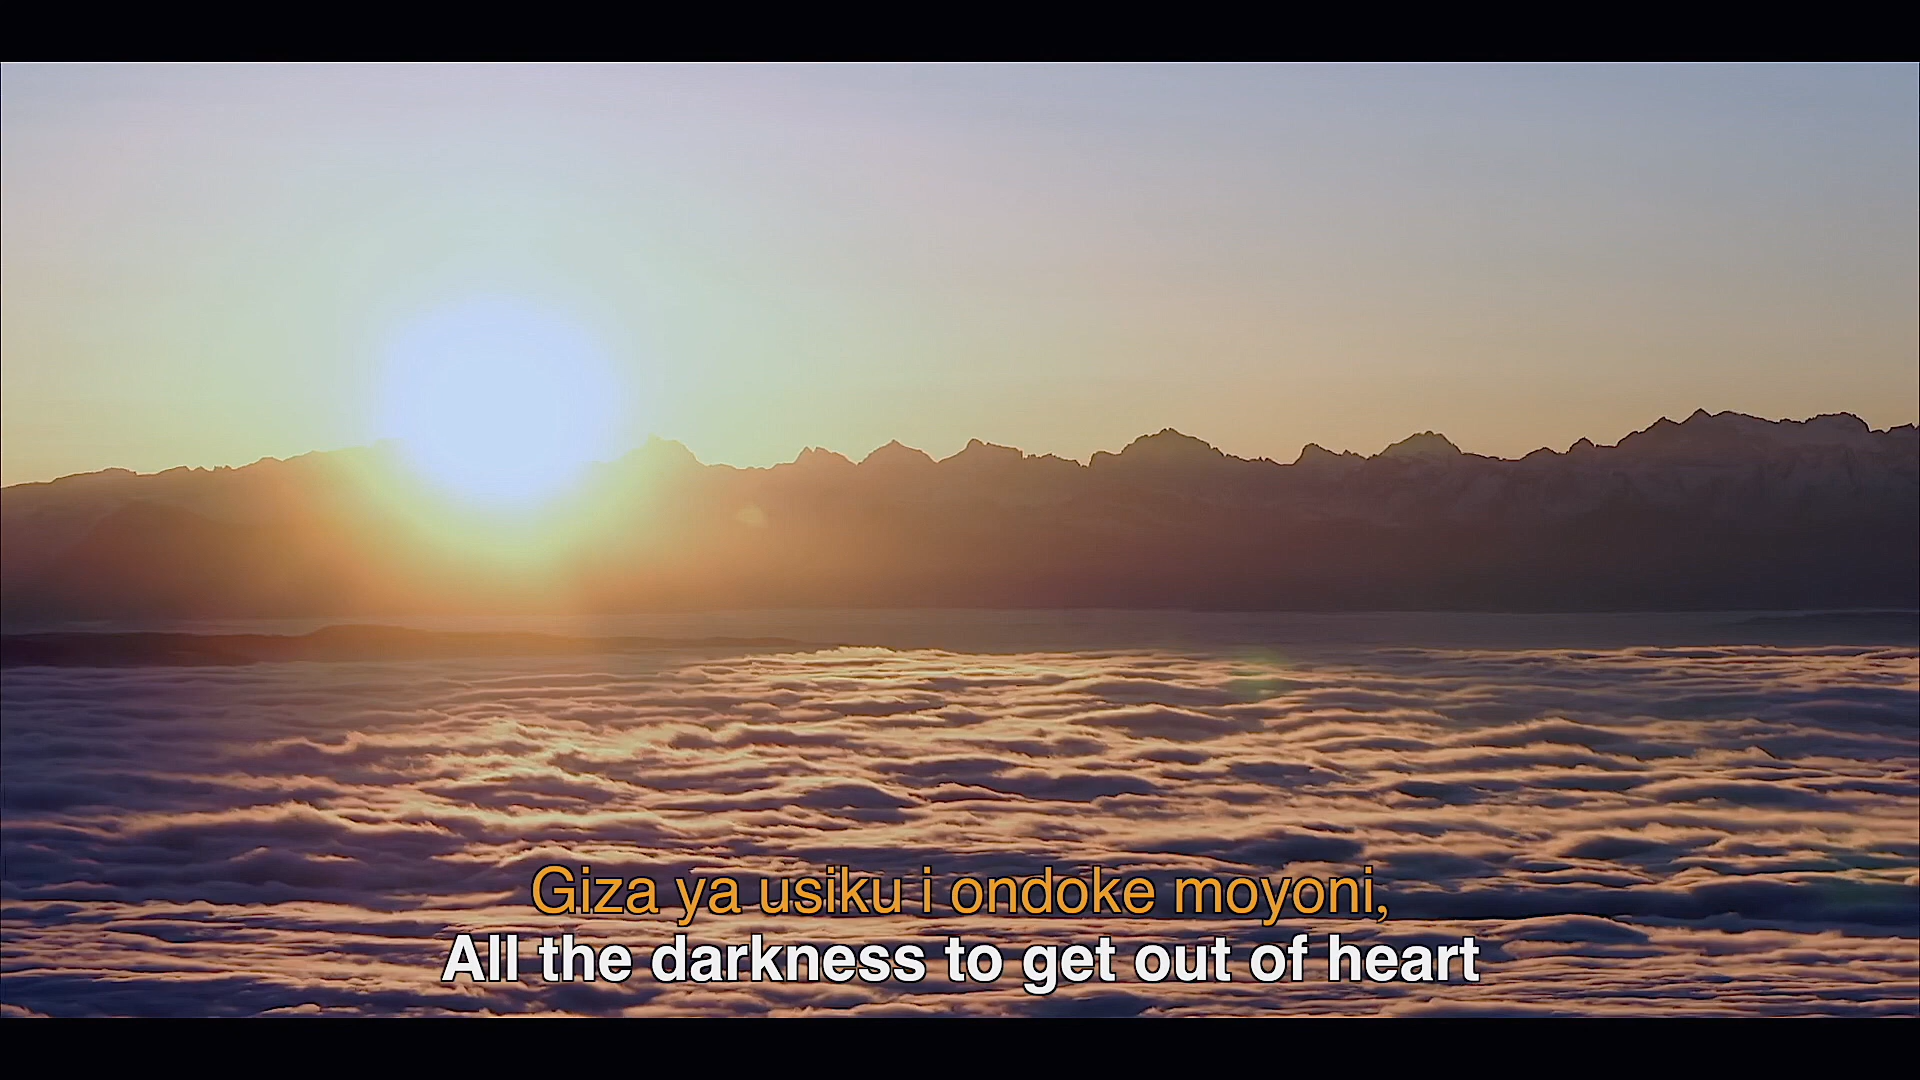 Giza ya usiku i ondoke moyoni,
All the darkness to get out of heart